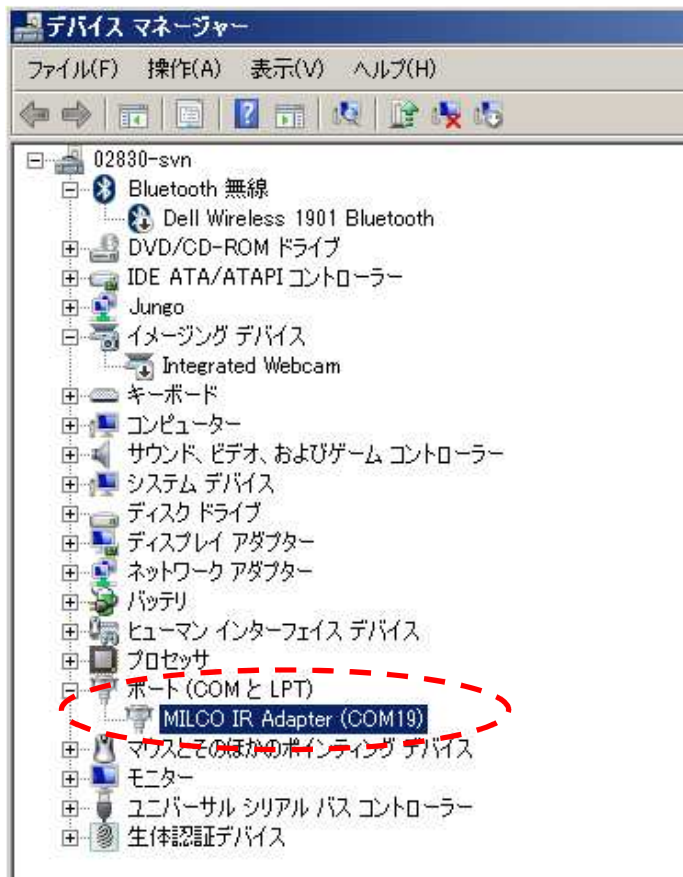 デバイス マネージャー
ファイル(F) 操作(A) 表示(V) ヘルプ(H)
02830-svn
Bluetooth 無線
Dell Wireless 1901 Bluetooth
DVD/CD-ROM ドライブ
IDE ATA/ATAPI コントローラー
Jungo
イメージング デバイス
Integrated Webcam
キーボード
コンピューター
サウンド、ビデオ、およびゲーム コントローラー
システム デバイス
ディスク ドライブ
ディスプレイ アダプター
ネットワーク アダプター
バッテリ
ヒューマン インターフェイス デバイス
プロセッサ
ポート (COM と LPT)
MILCO IR Adapter (COM19)
マウスとそのほかのポインティング デバイス
モニター
ユニバーサル シリアル バス コントローラー
生体認証デバイス